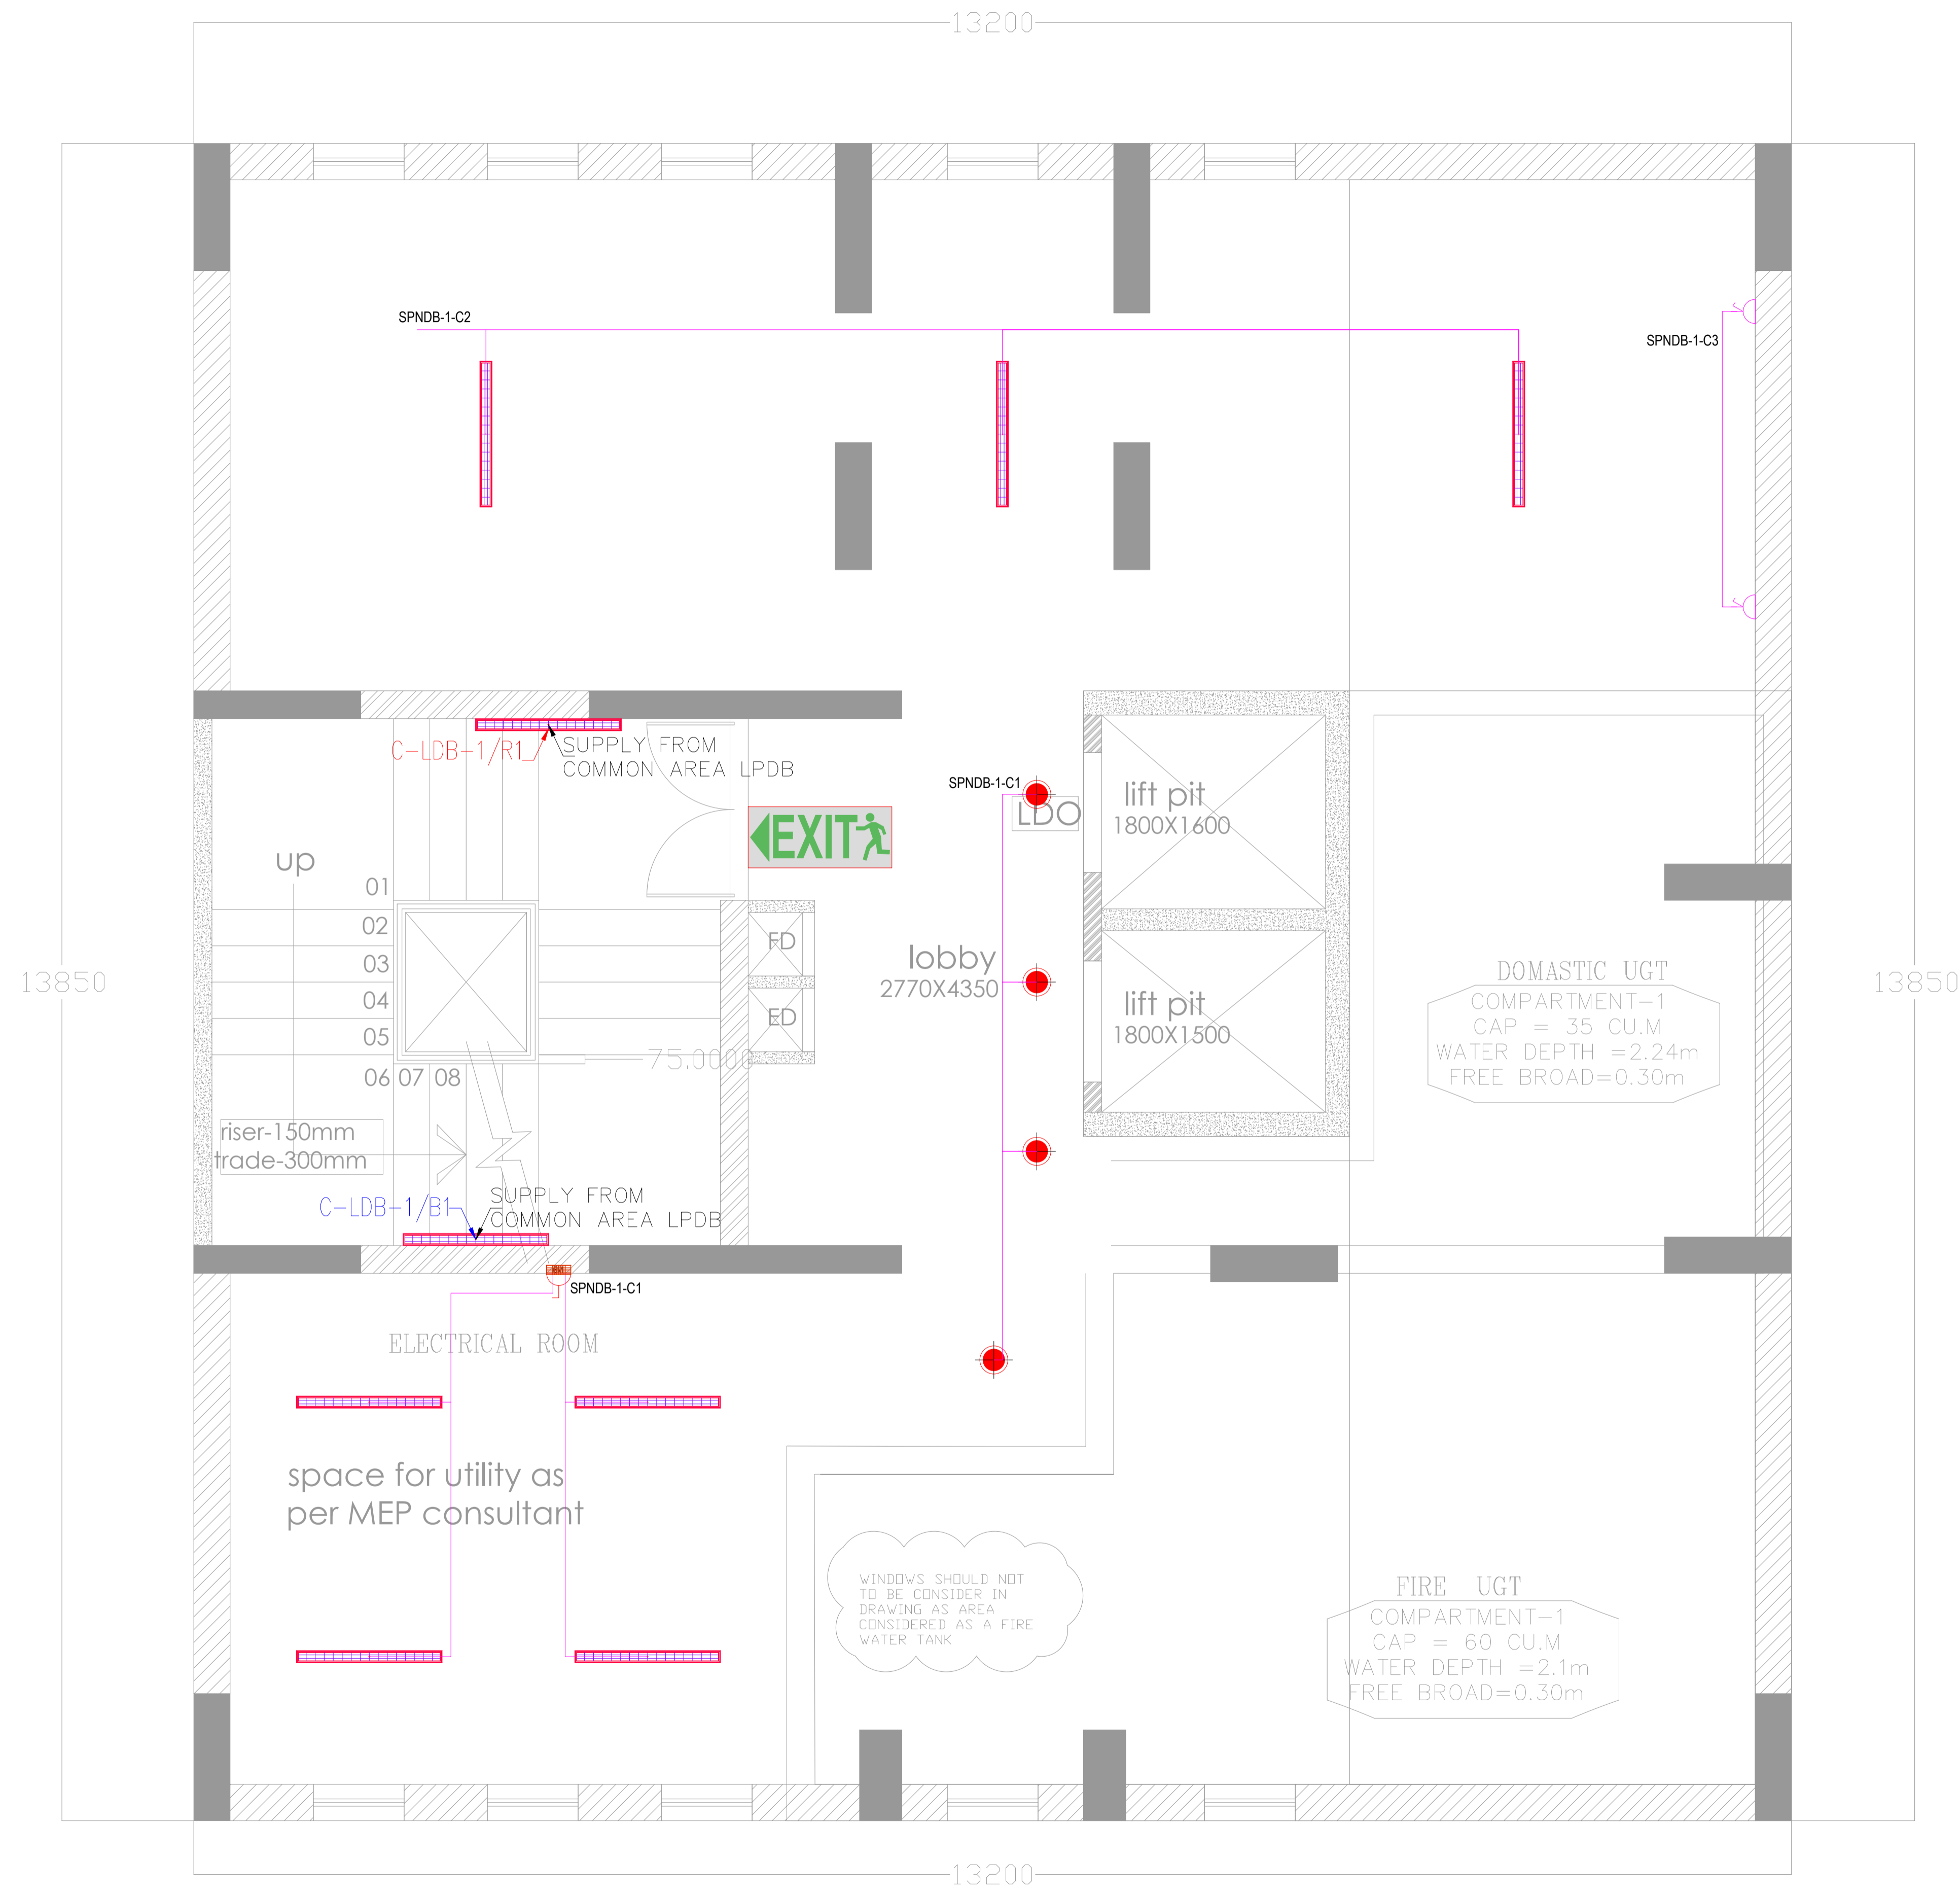 13200
SPNDB-1-C2
SPNDB-1-C3
C-LDB-1/R1
SUPPLY FROM
COMMON AREA LPDB
SPNDB-1-C1
LDO
lift pit
1800X1600
EXIT
up
01
02
03
04
05
06 07 08
FD
ED
75.0000
lobby
2770X4350
lift pit
1800X1500
DOMASTIC UGT
COMPARTMENT-1
CAP = 35 CU.M
WATER DEPTH =2.24m
FREE BROAD=0.30m
13850
13850
riser-150mm
trade-300mm
C-LDB-1/B1
SUPPLY FROM
COMMON AREA LPDB
SPNDB-1-C1
ELECTRICAL ROOM
space for utility as
per MEP consultant
WINDOWS SHOULD NOT
TO BE CONSIDER IN
DRAWING AS AREA
CONSIDERED AS A FIRE
WATER TANK
FIRE UGT
COMPARTMENT-1
CAP = 60 CU.M
WATER DEPTH =2.1m
FREE BROAD=0.30m
13200